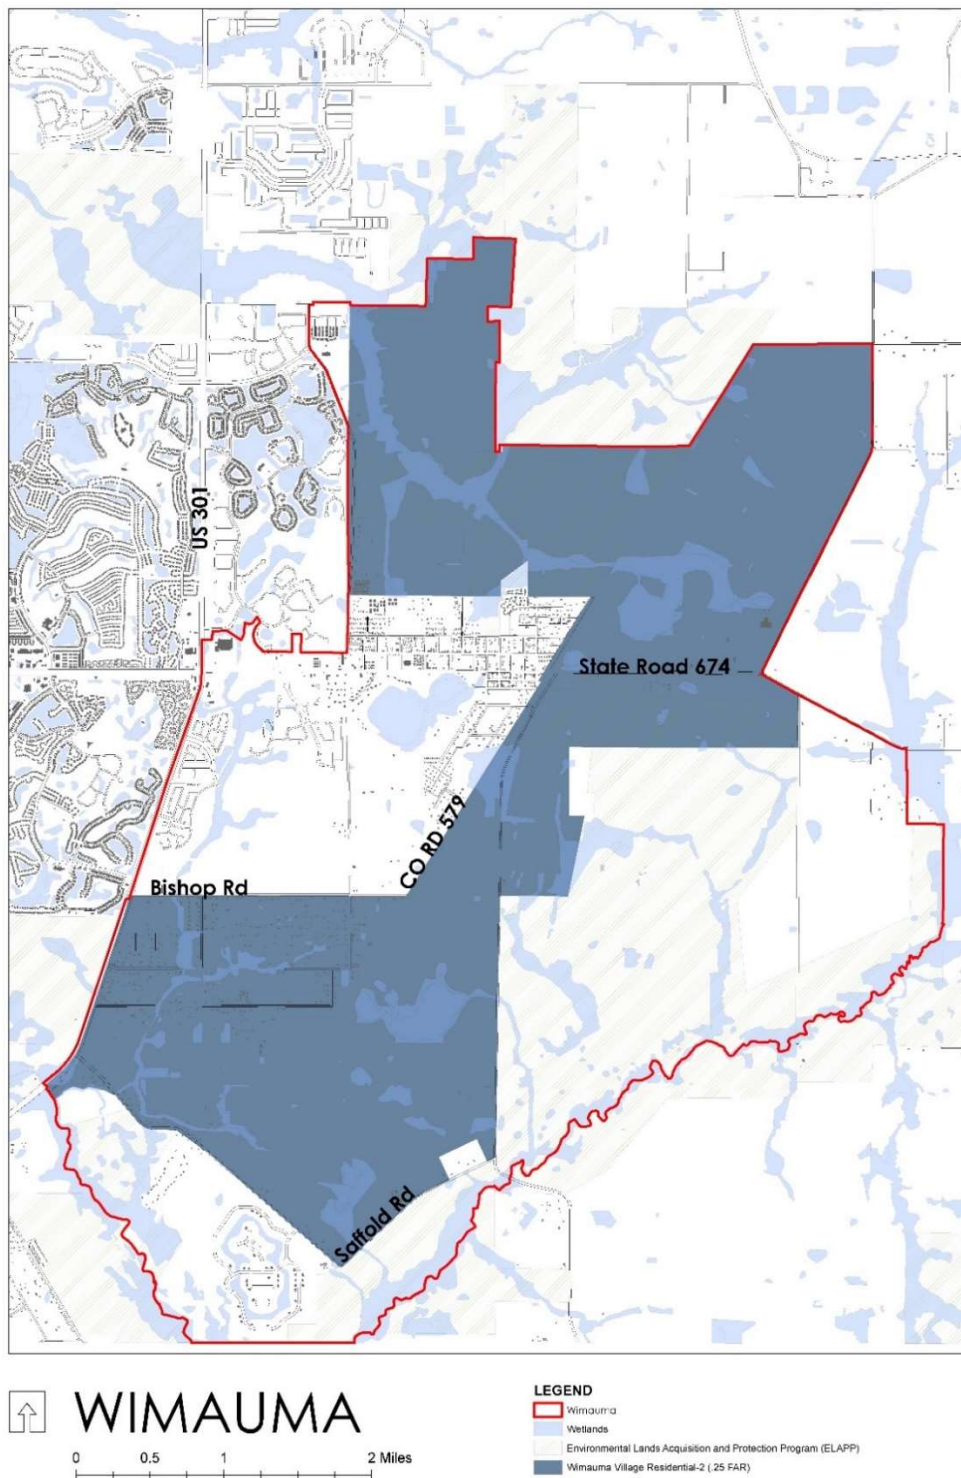 US 301
State Road 674
CO RD 579
Bishop Rd
Saffold Rd
WIMAUMA
0 0.5 1 2 Miles
LEGEND
Wimauma
Wetlands
Environmental Lands Acquisition and Protection Program (ELAPP)
Wimauma Village Residential-2 (.25 FAR)